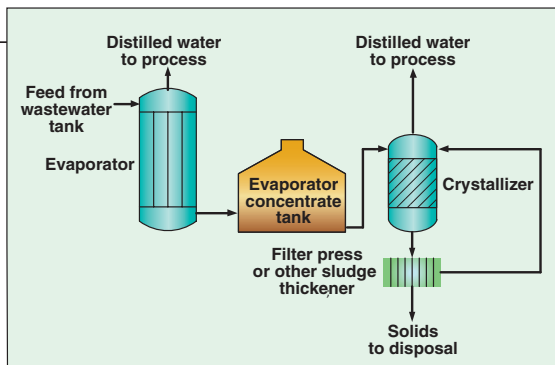 Distilled water
to process
Distilled water
to process
Feed from
wastewater
tank
Evaporator
Evaporator
concentrate
tank
Crystallizer
Filter press
or other sludge
thickener
Solids
to disposal